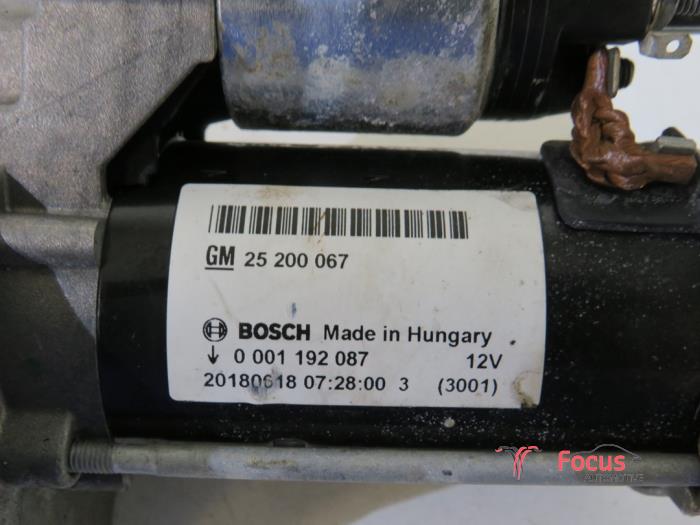 GM 25 200 067
BOSCH Made in Hungary
0 001 192 087 12V
20180618 07:28:00 3 (3001)
Focus
AUTOMOTIVE